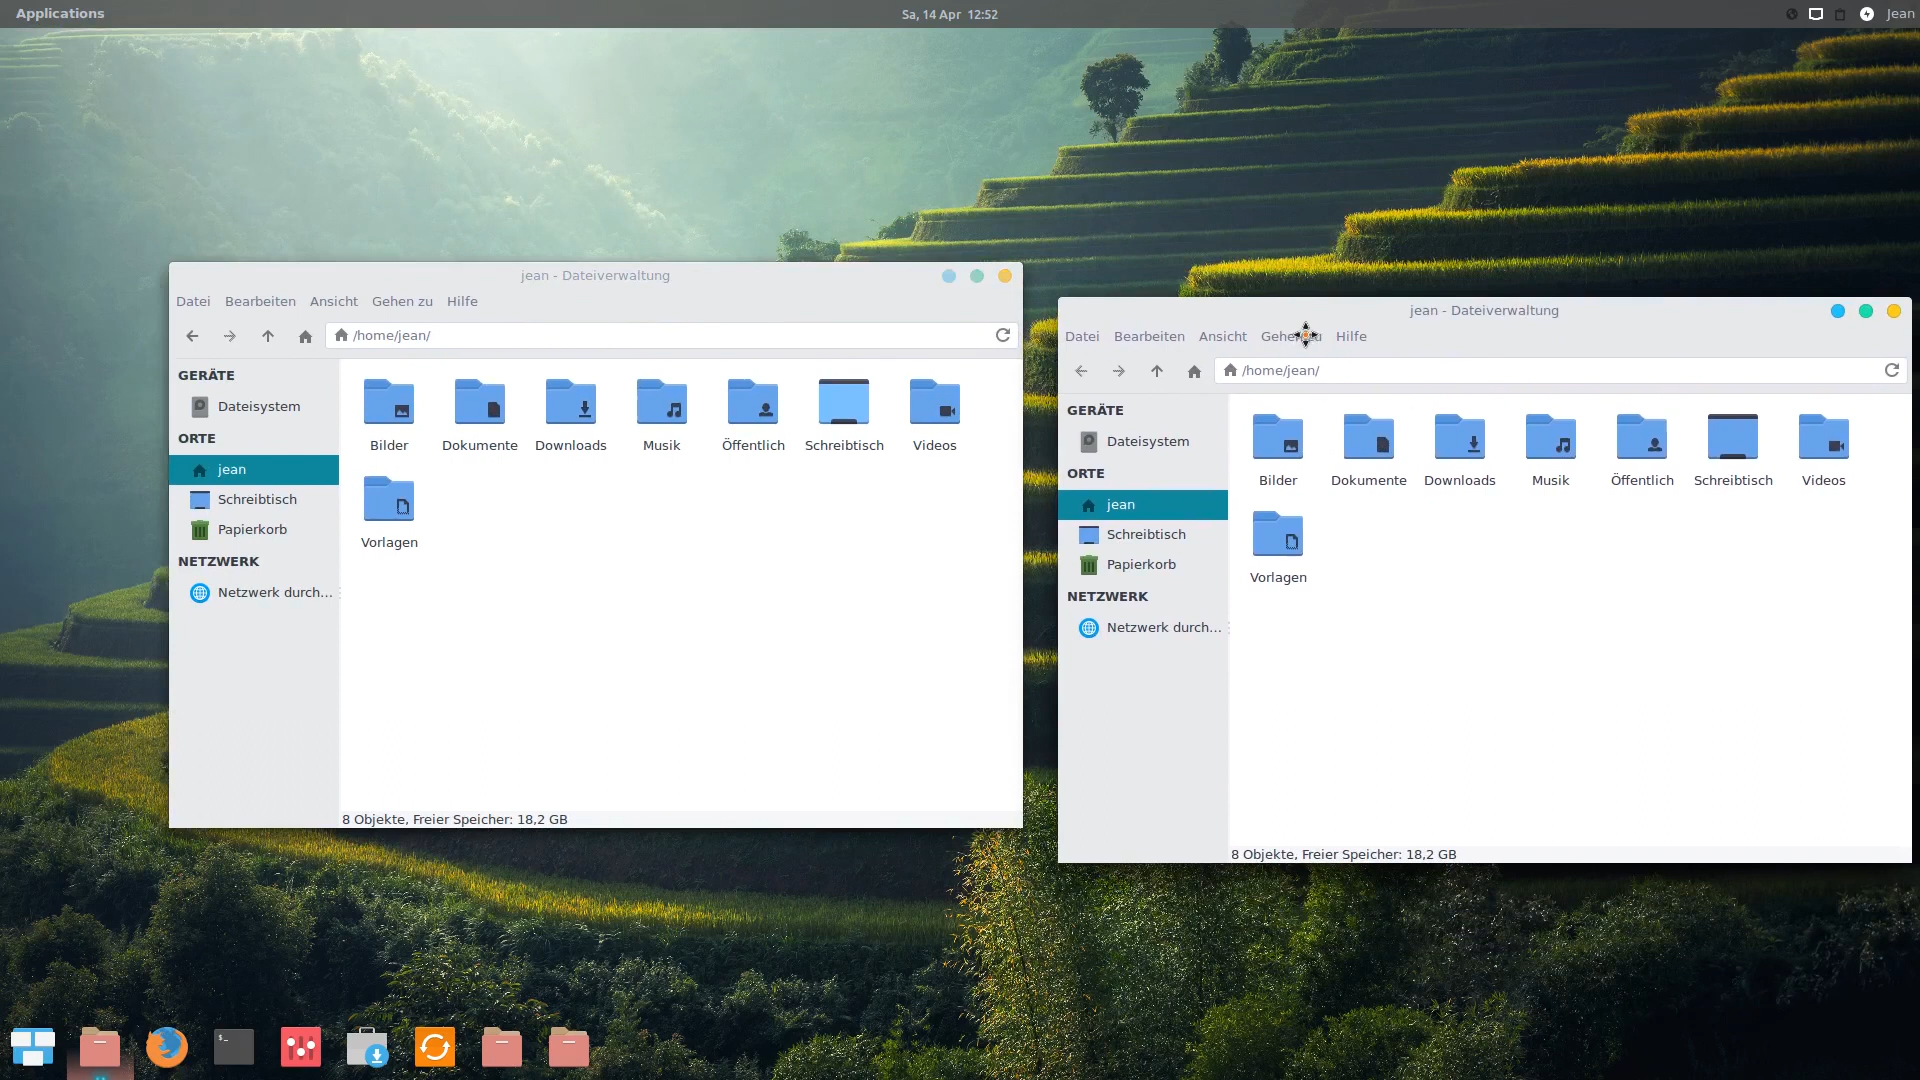 Applications
Sa, 14 Apr 12:52
Jean
jean - Dateiverwaltung
Datei Bearbeiten Ansicht Gehen zu Hilfe
/home/jean/
GERÄTE
Dateisystem
ORTE
jean
Schreibtisch
Papierkorb
NETZWERK
Netzwerk durch...
Bilder Dokumente Downloads Musik Öffentlich Schreibtisch Videos
Vorlagen
8 Objekte, Freier Speicher: 18,2 GB
jean - Dateiverwaltung
Datei Bearbeiten Ansicht Hilfe
/home/jean/
GERÄTE
Dateisystem
ORTE
jean
Schreibtisch
Papierkorb
NETZWERK
Netzwerk durch...
Bilder Dokumente Downloads Musik Öffentlich Schreibtisch Videos
Vorlagen
8 Objekte, Freier Speicher: 18,2 GB